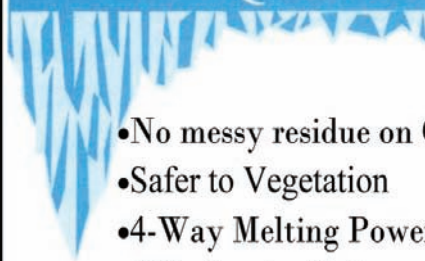 •No messy residue on
•Safer to Vegetation
•4-Way Melting Power